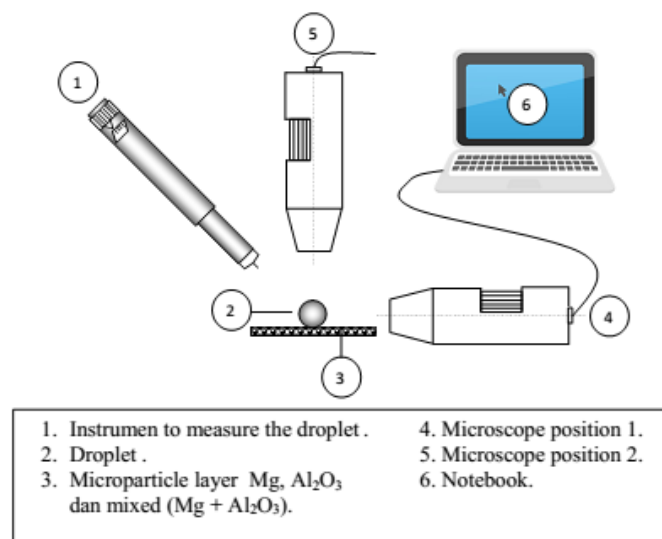 5
1
6
2
4
3
1. Instrumen to measure the droplet .
2. Droplet .
3. Microparticle layer Mg, Al₂O₃
dan mixed (Mg + Al₂O₃).
4. Microscope position 1.
5. Microscope position 2.
6. Notebook.